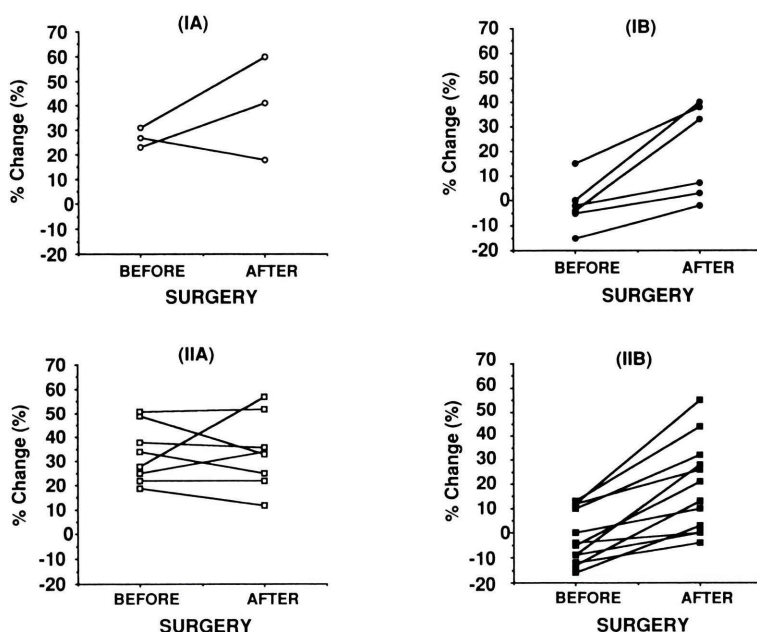 (IA)
% Change (%)
70
60
50
40
30
20
10
0
-10
-20
BEFORE AFTER
SURGERY
(IB)
% Change (%)
70
60
50
40
30
20
10
0
-10
-20
BEFORE AFTER
SURGERY
(IIA)
% Change (%)
70
60
50
40
30
20
10
0
-10
-20
BEFORE AFTER
SURGERY
(IIB)
% Change (%)
70
60
50
40
30
20
10
0
-10
-20
BEFORE AFTER
SURGERY